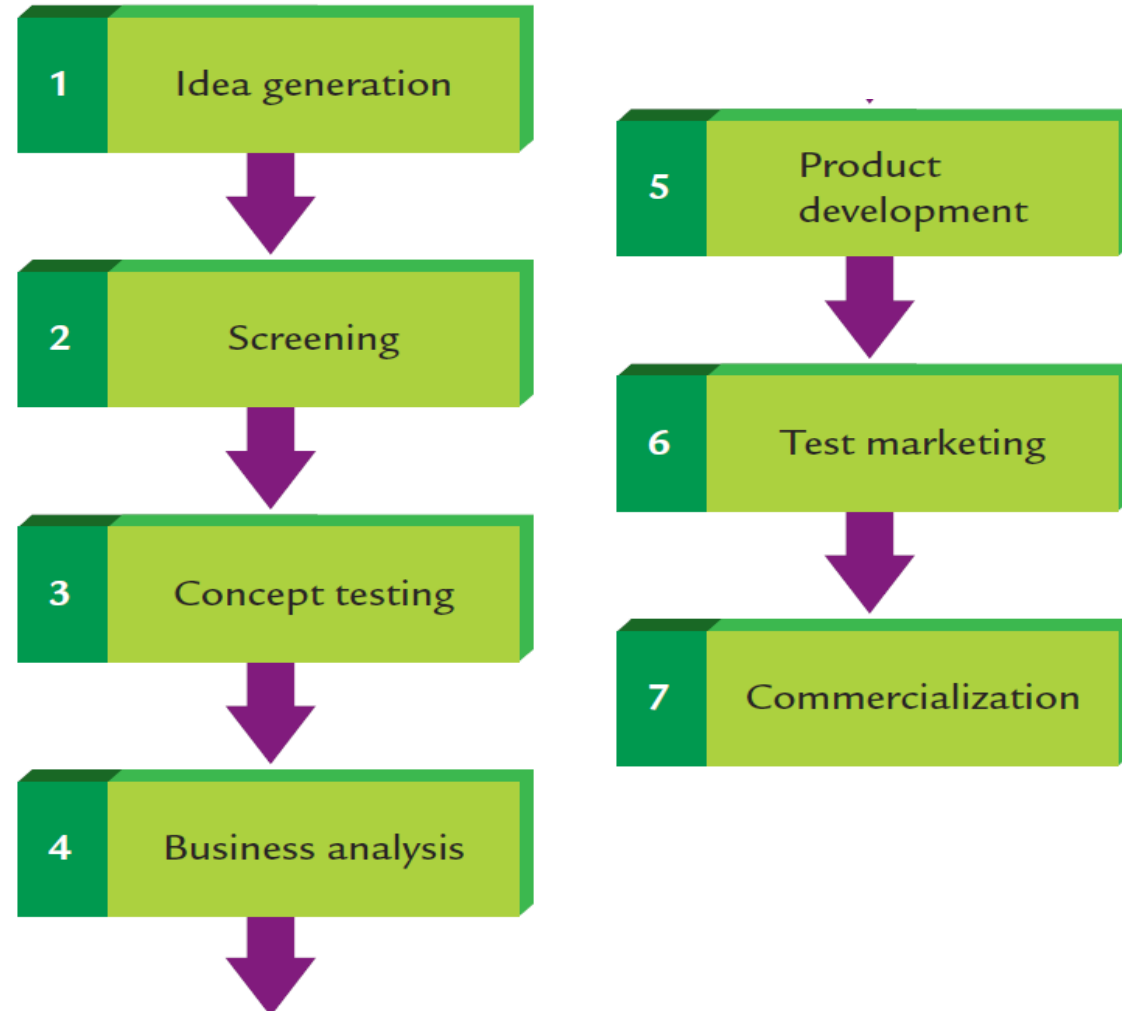 1 Idea generation
2 Screening
3 Concept testing
4 Business analysis
5 Product
development
6 Test marketing
7 Commercialization